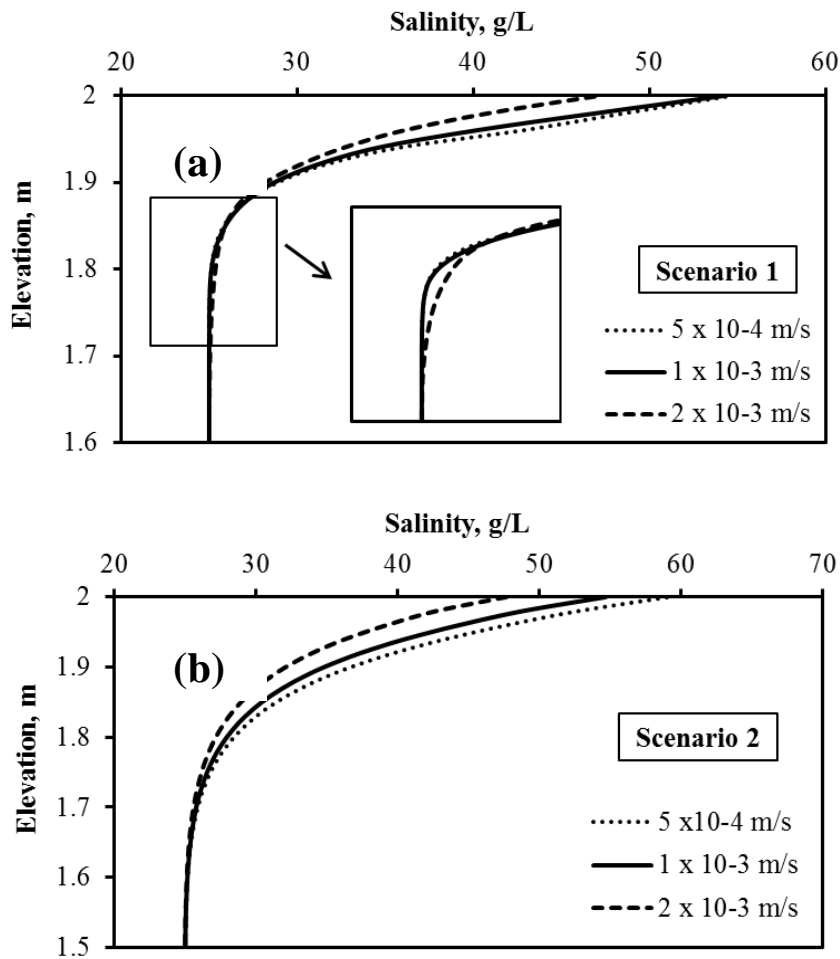 Salinity, g/L
20 30 40 50 60
2
1.9
1.8
1.7
1.6
Elevation, m
(a)
Scenario 1
5 x 10-4 m/s
1 x 10-3 m/s
2 x 10-3 m/s
Salinity, g/L
20 30 40 50 60 70
2
1.9
1.8
1.7
1.6
1.5
Elevation, m
(b)
Scenario 2
5 x10-4 m/s
1 x 10-3 m/s
2 x 10-3 m/s